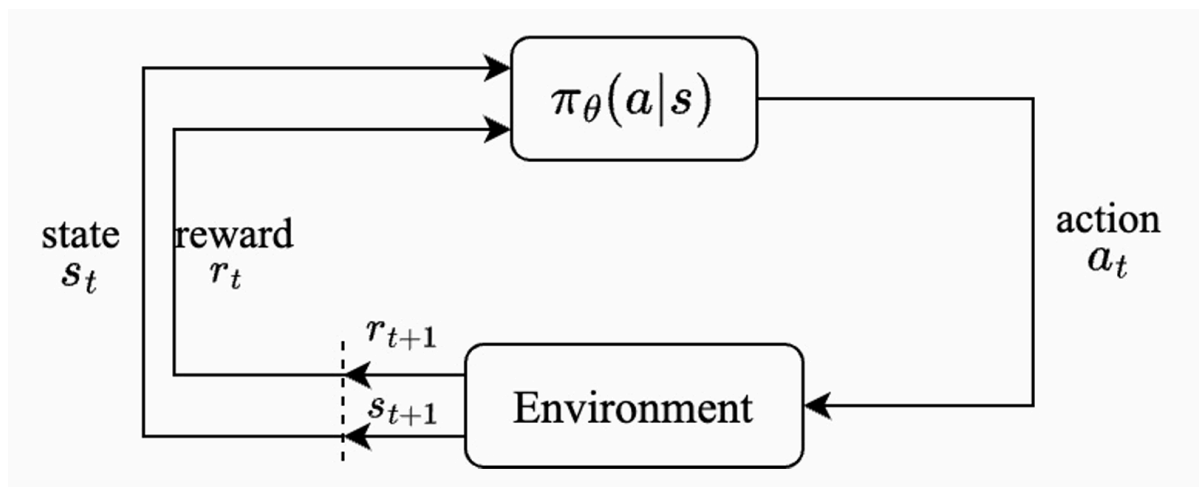 π_θ(a|s)
state
s_t
reward
r_t
action
a_t
r_{t+1}
s_{t+1}
Environment